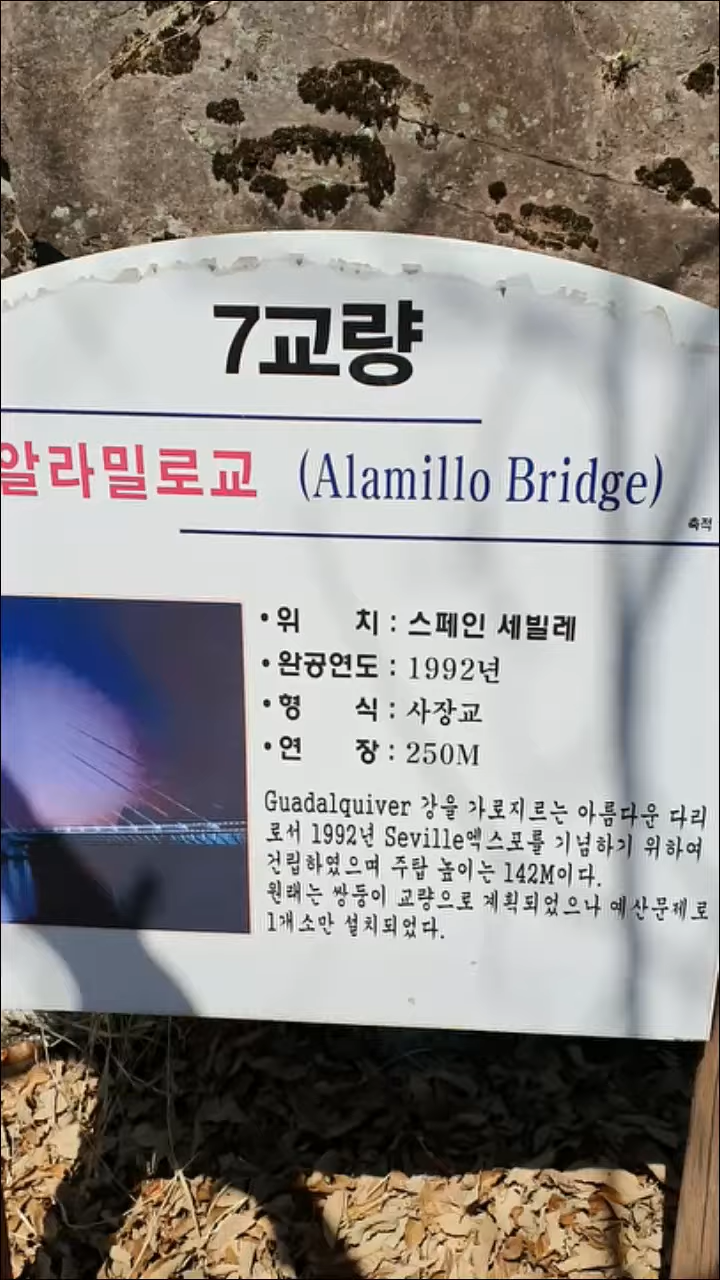 7교량
알라밀로교 (Alamillo Bridge)
축적
•위 치 : 스페인 세빌레
•완공연도 : 1992년
•형 식 : 사장교
•연 장 : 250M
Guadalquiver 강을 가로지르는 아름다운 다리
로서 1992년 Seville엑스포를 기념하기 위하여
건립하였으며 주탑 높이는 142M이다.
원래는 쌍둥이 교량으로 계획되었으나 예산문제로
1개소만 설치되었다.